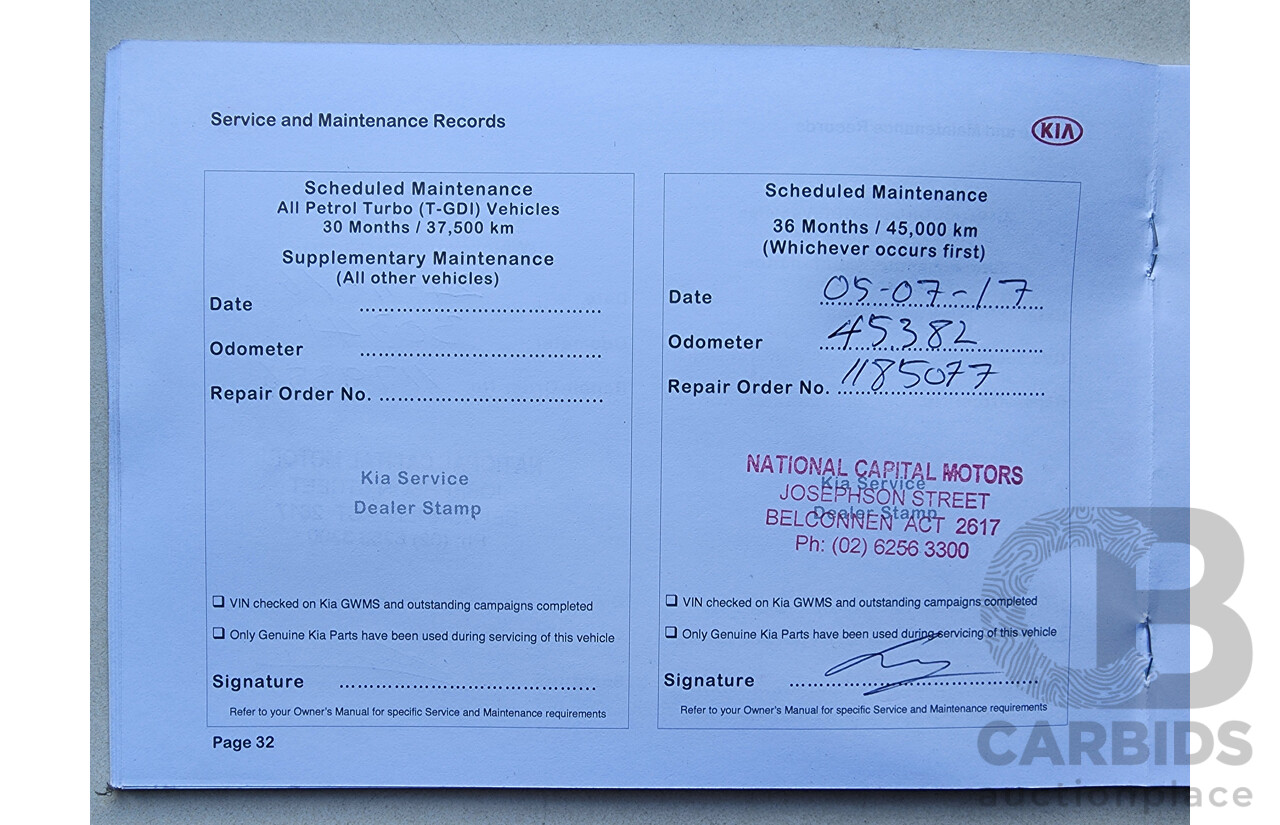 Service and Maintenance Records
KIA
Scheduled Maintenance
All Petrol Turbo (T-GDI) Vehicles
30 Months / 37,500 km
Supplementary Maintenance
(All other vehicles)
Date ................................
Odometer ................................
Repair Order No. ..............................
Kia Service
Dealer Stamp
❏ VIN checked on Kia GWMS and outstanding campaigns completed
❏ Only Genuine Kia Parts have been used during servicing of this vehicle
Signature ..................................
Refer to your Owner's Manual for specific Service and Maintenance requirements
Page 32
Scheduled Maintenance
36 Months / 45,000 km
(Whichever occurs first)
Date 05-07-17
Odometer 45382
Repair Order No. 1185077
NATIONAL CAPITAL MOTORS
Kia Service
JOSEPHSON STREET
Dealer Stamp
BELCONNEN ACT 2617
Ph: (02) 6256 3300
❏ VIN checked on Kia GWMS and outstanding campaigns completed
❏ Only Genuine Kia Parts have been used during servicing of this vehicle
Signature ..................................
Refer to your Owner's Manual for specific Service and Maintenance requirements
CB
CARBIDS
auctionplace